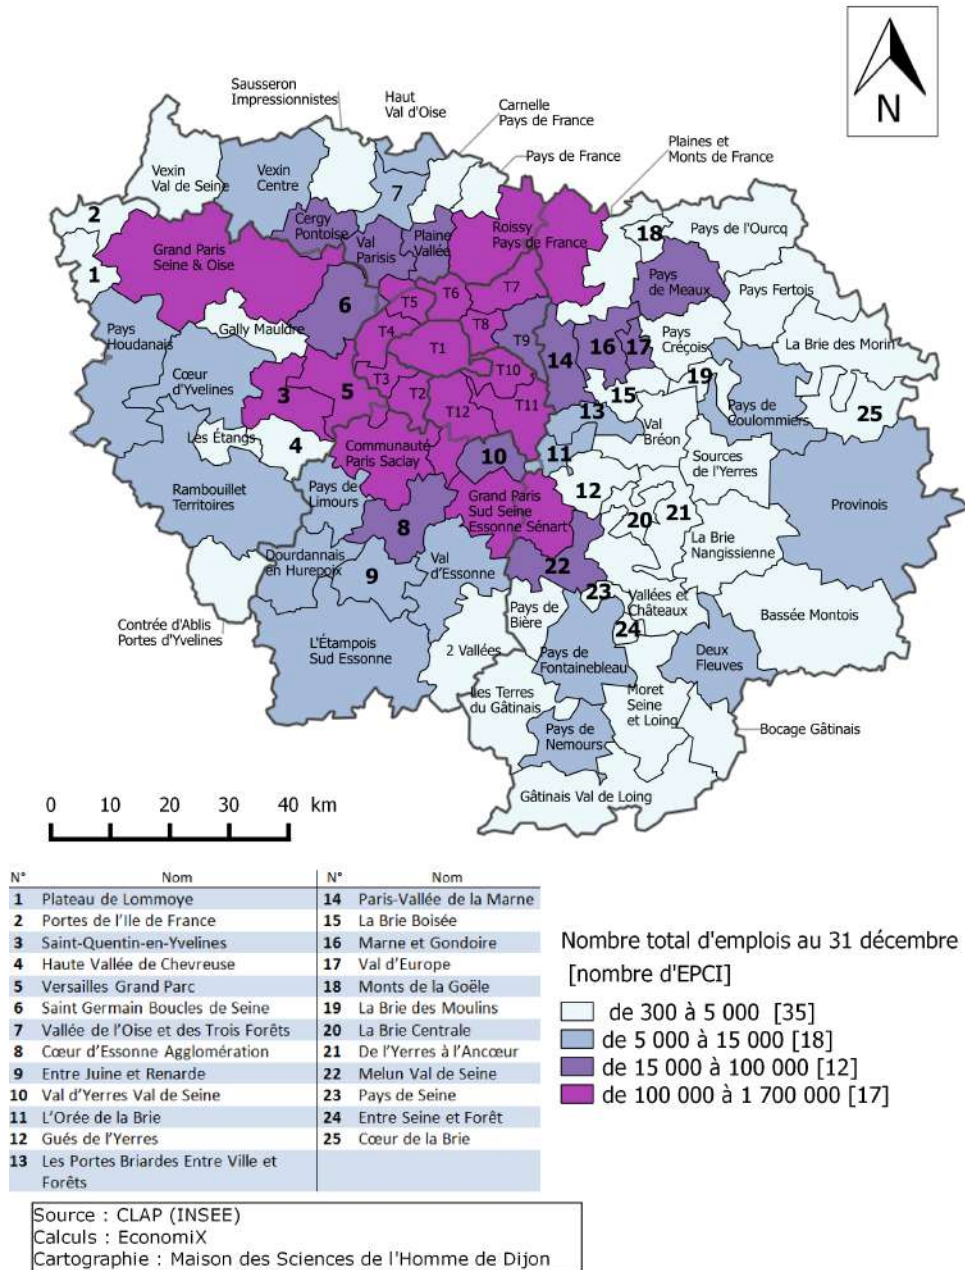 Sausseron
Impressionnistes
Haut
Val d'Oise
Carnelle
Pays de France
Pays de France
Plaines et
Monts de France
N
Vexin
Val de Seine
Vexin
Centre
7
2
Cergy
Pontoise
Val
Parisis
Plaine
Vallée
Roissy
Pays de France
18
Pays de l'Ourcq
Grand Paris
Seine & Oise
1
6
T5
T6
T7
Pays
de Meaux
Pays Fertois
Pays
Houdanais
Gally Mauldre
T4
T8
T1
T9
14
16
17
Pays
Créçois
La Brie des Morin
Cœur
d'Yvelines
3
5
T3
T2
T10
T11
T12
13
15
19
Pays de
Coulommiers
25
Les Étangs
4
Communauté
Paris Saclay
10
11
Val
Bréon
Sources
de l'Yerres
Rambouillet
Territoires
Pays de
Limours
8
Grand Paris
Sud Seine
Essonne Sénart
12
20
21
Provinois
Dourdannais
en Hurepoix
9
Val
d'Essonne
22
La Brie
Nangissienne
Contrée d'Ablis
Portes d'Yvelines
L'Étampois
Sud Essonne
2 Vallées
Pays de
Bière
23
Vallées et
Châteaux
24
Bassée Montois
Pays de
Fontainebleau
Deux
Fleuves
Les Terres
du Gâtinais
Moret
Seine
et Loing
Pays de
Nemours
Bocage Gâtinais
Gâtinais Val de Loing
0 10 20 30 40 km
N° Nom N° Nom
1 Plateau de Lommoye 14 Paris-Vallée de la Marne
2 Portes de l'Ile de France 15 La Brie Boisée
3 Saint-Quentin-en-Yvelines 16 Marne et Gondoire
4 Haute Vallée de Chevreuse 17 Val d'Europe
5 Versailles Grand Parc 18 Monts de la Goële
6 Saint Germain Boucles de Seine 19 La Brie des Moulins
7 Vallée de l'Oise et des Trois Forêts 20 La Brie Centrale
8 Cœur d'Essonne Agglomération 21 De l'Yerres à l'Ancœur
9 Entre Juine et Renarde 22 Melun Val de Seine
10 Val d'Yerres Val de Seine 23 Pays de Seine
11 L'Orée de la Brie 24 Entre Seine et Forêt
12 Gués de l'Yerres 25 Cœur de la Brie
13 Les Portes Briardes Entre Ville et
Forêts
Nombre total d'emplois au 31 décembre
[nombre d'EPCI]
de 300 à 5 000 [35]
de 5 000 à 15 000 [18]
de 15 000 à 100 000 [12]
de 100 000 à 1 700 000 [17]
Source : CLAP (INSEE)
Calculs : EconomiX
Cartographie : Maison des Sciences de l'Homme de Dijon